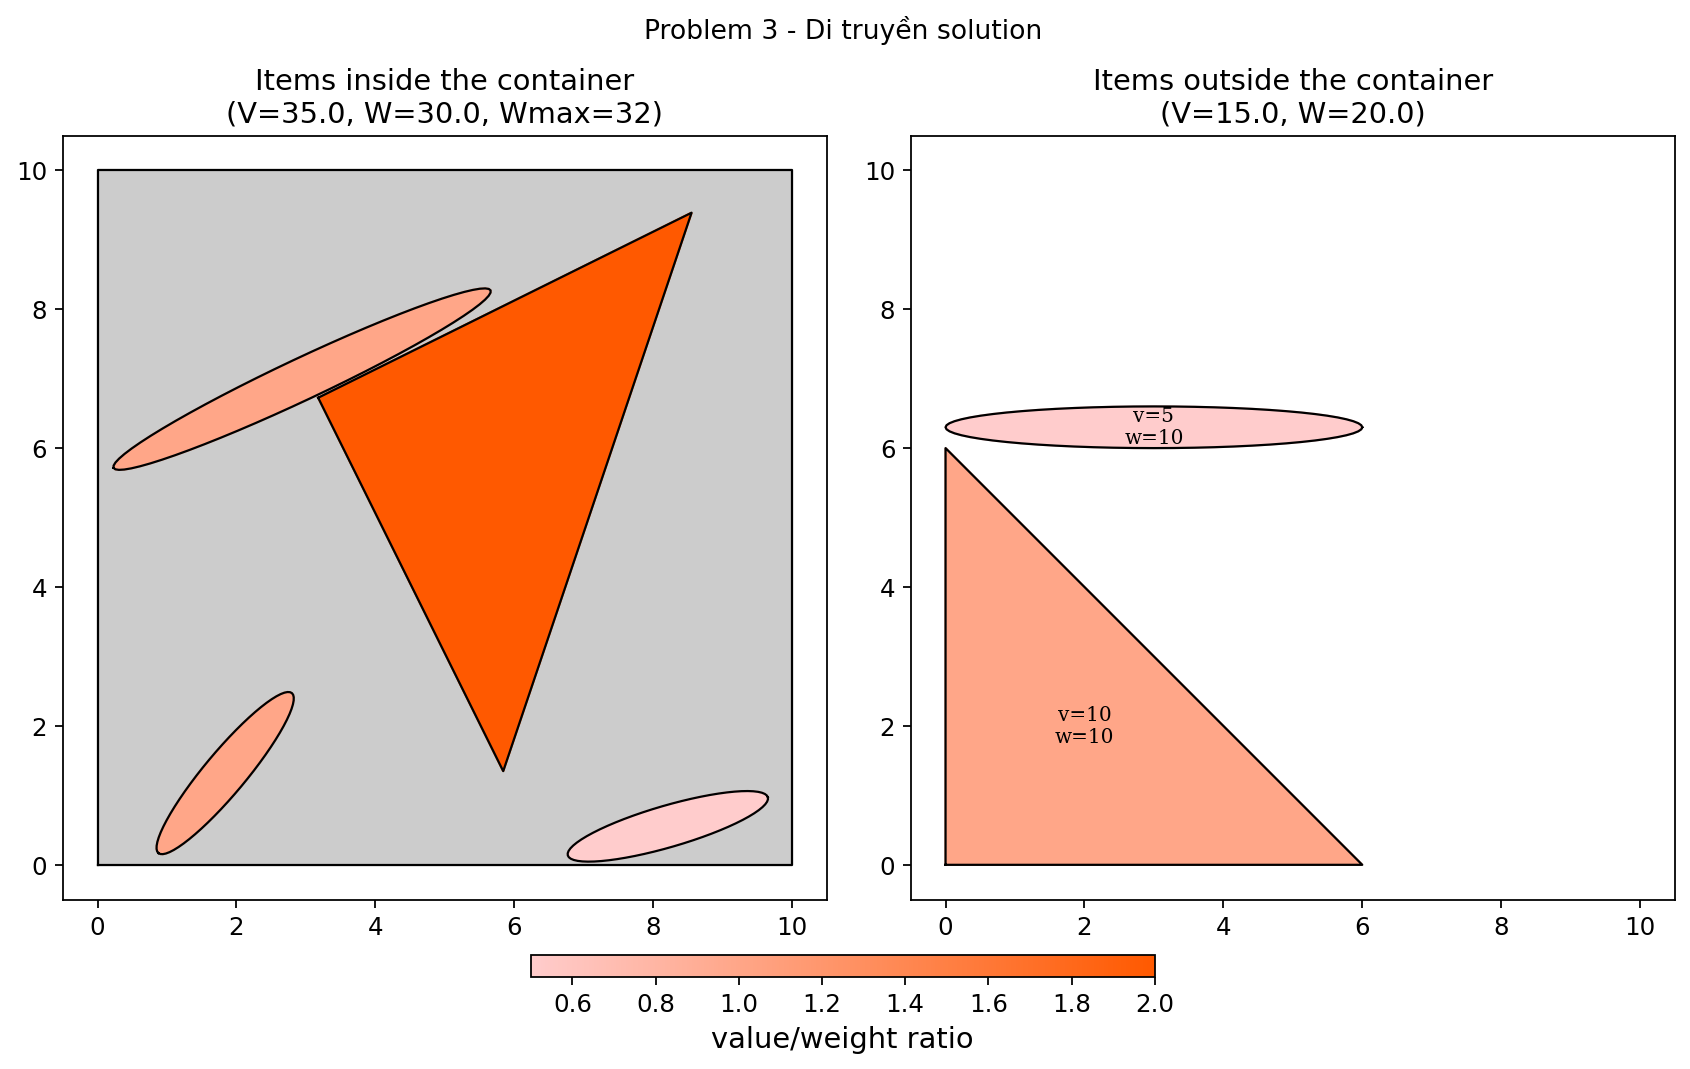 Problem 3 - Di truyền solution
Items inside the container
(V=35.0, W=30.0, Wmax=32)
10
8
6
4
2
0
0 2 4 6 8 10
Items outside the container
(V=15.0, W=20.0)
10
8
6
4
2
0
v=5
w=10
v=10
w=10
0 2 4 6 8 10
0.6 0.8 1.0 1.2 1.4 1.6 1.8 2.0
value/weight ratio